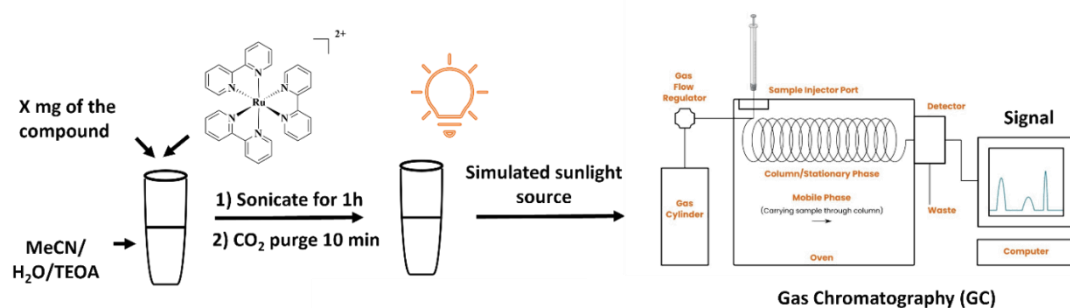 X mg of the
compound
2+
N
N
N
Ru
N
N
N
MeCN/
H₂O/TEOA
1) Sonicate for 1h
2) CO₂ purge 10 min
Simulated sunlight
source
Gas
Flow
Regulator
Sample Injector Port
Detector
Signal
Column/Stationary Phase
Mobile Phase
(Carrying sample through column)
Gas
Cylinder
Waste
Oven
Computer
Gas Chromatography (GC)